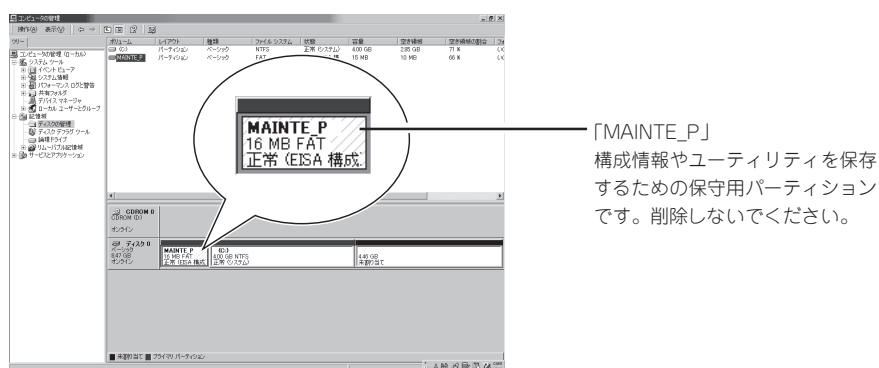 コンピュータの管理
操作(A) 表示(V)
ツリー
コンピュータの管理 (ローカル)
システム ツール
イベント ビューア
システム情報
パフォーマンス ログと警告
共有フォルダ
デバイス マネージャ
ローカル ユーザーとグループ
記憶域
ディスクの管理
ディスク デフラグ ツール
論理ドライブ
リムーバブル記憶域
サービスとアプリケーション
ボリューム レイアウト 種類 ファイル システム 状態 容量 空き領域 空き領域の割合
(C:) パーティション ベーシック NTFS 正常 (システム) 4.00 GB 2.85 GB 71 %
MAINTE_P パーティション ベーシック FAT 15 MB 10 MB 66 %
MAINTE_P
16 MB FAT
正常 (EISA 構成
「MAINTE_P」
構成情報やユーティリティを保存
するための保守用パーティション
です。削除しないでください。
CDROM 0
CDROM (D:)
オンライン
ディスク 0
ベーシック
8.47 GB
オンライン
MAINTE_P
16 MB FAT
正常 (EISA 構成
(C:)
4.00 GB NTFS
正常 (システム)
4.46 GB
未割り当て
未割り当て プライマリ パーティション